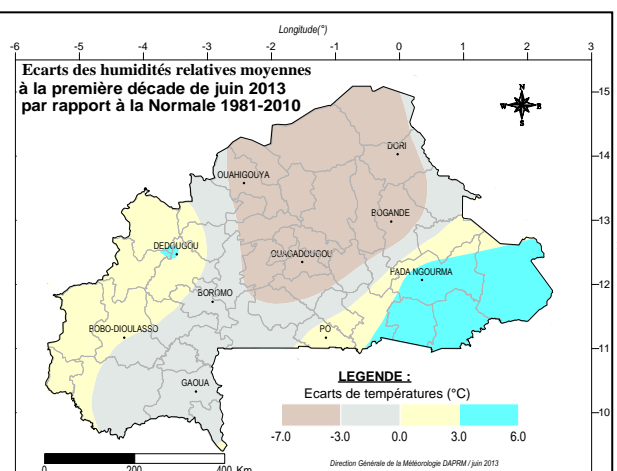 Longitude(°)
-6 -5 -4 -3 -2 -1 0 1 2 3
Ecarts des humidités relatives moyennes
à la première décade de juin 2013
par rapport à la Normale 1981-2010
N
W E
S
15
DORI
14
OUAHIGOUYA
BOGANDE
13
DEDOUGOU
OUAGADOUGOU
FADA NGOURMA
12
BOROMO
BOBO-DIOULASSO
PO
11
GAOUA
LEGENDE :
Ecarts de températures (°C)
10
-7.0 -3.0 0.0 3.0 6.0
0 200 400 Km
Direction Générale de la Météorologie DAPRM / juin 2013